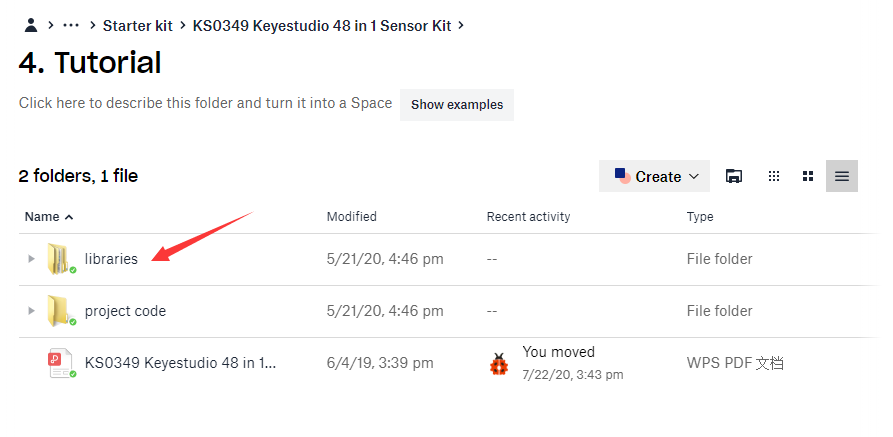 Starter kit > KS0349 Keyestudio 48 in 1 Sensor Kit >
4. Tutorial
Click here to describe this folder and turn it into a Space Show examples
2 folders, 1 file Create
Name Modified Recent activity Type
libraries 5/21/20, 4:46 pm -- File folder
project code 5/21/20, 4:46 pm -- File folder
KS0349 Keyestudio 48 in 1... 6/4/19, 3:39 pm You moved WPS PDF 文档
7/22/20, 3:43 pm